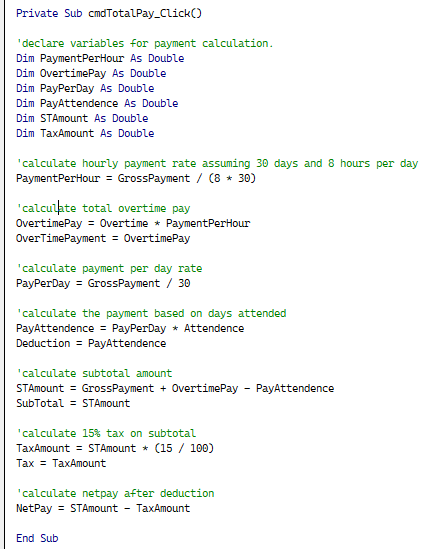 Private Sub cmdTotalPay_Click()
'declare variables for payment calculation.
Dim PaymentPerHour As Double
Dim OvertimePay As Double
Dim PayPerDay As Double
Dim PayAttendence As Double
Dim STAmount As Double
Dim TaxAmount As Double
'calculate hourly payment rate assuming 30 days and 8 hours per day
PaymentPerHour = GrossPayment / (8 * 30)
'calculate total overtime pay
OvertimePay = Overtime * PaymentPerHour
OverTimePayment = OvertimePay
'calculate payment per day rate
PayPerDay = GrossPayment / 30
'calculate the payment based on days attended
PayAttendence = PayPerDay * Attendence
Deduction = PayAttendence
'calculate subtotal amount
STAmount = GrossPayment + OvertimePay - PayAttendence
SubTotal = STAmount
'calculate 15% tax on subtotal
TaxAmount = STAmount * (15 / 100)
Tax = TaxAmount
'calculate netpay after deduction
NetPay = STAmount - TaxAmount
End Sub